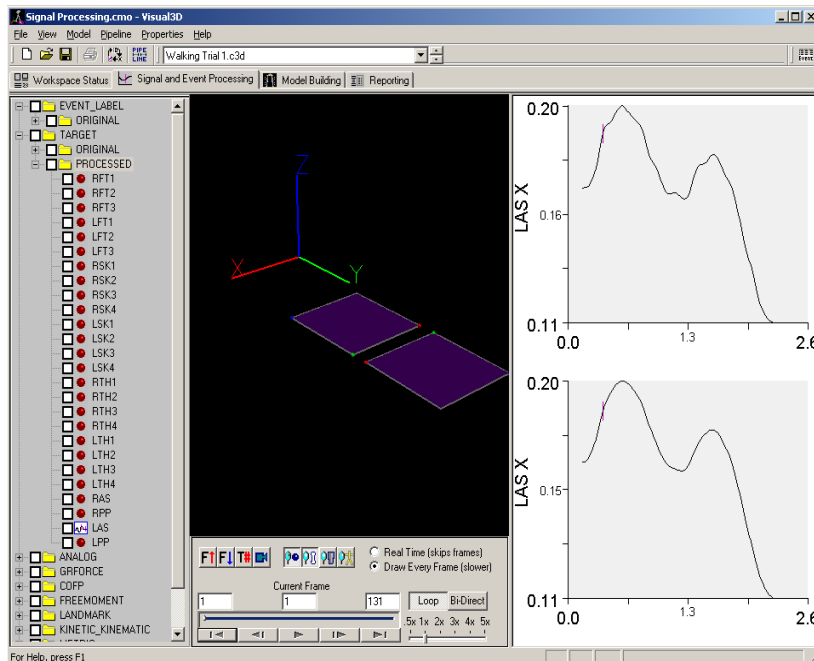 Signal Processing.cmo - Visual3D
File View Model Pipeline Properties Help
PIPE LINE Walking Trial 1.c3d Event
Workspace Status Signal and Event Processing Model Building Reporting
EVENT_LABEL
ORIGINAL
TARGET
ORIGINAL
PROCESSED
RFT1
RFT2
RFT3
LFT1
LFT2
LFT3
RSK1
RSK2
RSK3
RSK4
LSK1
LSK2
LSK3
LSK4
RTH1
RTH2
RTH3
RTH4
LTH1
LTH2
LTH3
LTH4
RAS
RPP
LAS
LPP
ANALOG
GRFORCE
COFP
FREEMOMENT
LANDMARK
KINETIC_KINEMATIC
Z
X
Y
F F T#
Real Time (skips frames)
Draw Every Frame (slower)
Current Frame
1 1 131 Loop Bi-Direct
.5x 1x 2x 3x 4x 5x
0.20
LAS X
0.16
0.11
0.0 1.3 2.6
0.20
LAS X
0.15
0.11
0.0 1.3 2.6
For Help, press F1